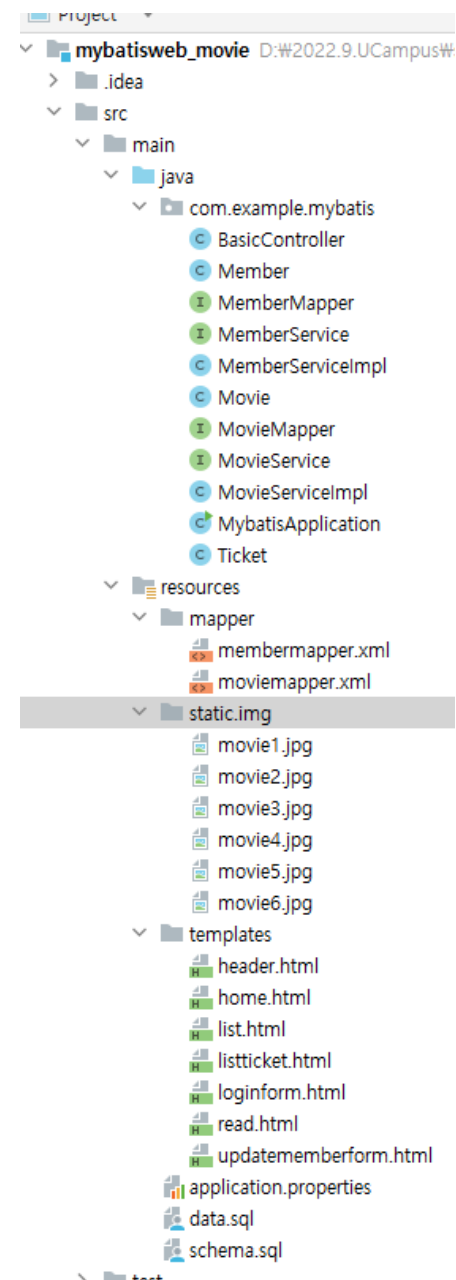 Project
mybatisweb_movie D:₩2022.9.UCampus₩
.idea
src
main
java
com.example.mybatis
BasicController
Member
MemberMapper
MemberService
MemberServiceImpl
Movie
MovieMapper
MovieService
MovieServiceImpl
MybatisApplication
Ticket
resources
mapper
membermapper.xml
moviemapper.xml
static.img
movie1.jpg
movie2.jpg
movie3.jpg
movie4.jpg
movie5.jpg
movie6.jpg
templates
header.html
home.html
list.html
listticket.html
loginform.html
read.html
updatememberform.html
application.properties
data.sql
schema.sql
test